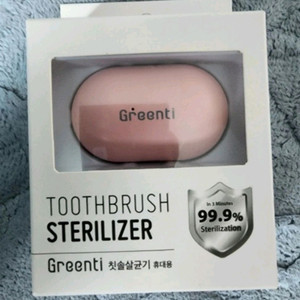 Greenti
TOOTHBRUSH
STERILIZER
Greenti 칫솔살균기 휴대용
In 3 Minutes
99.9%
Sterilization